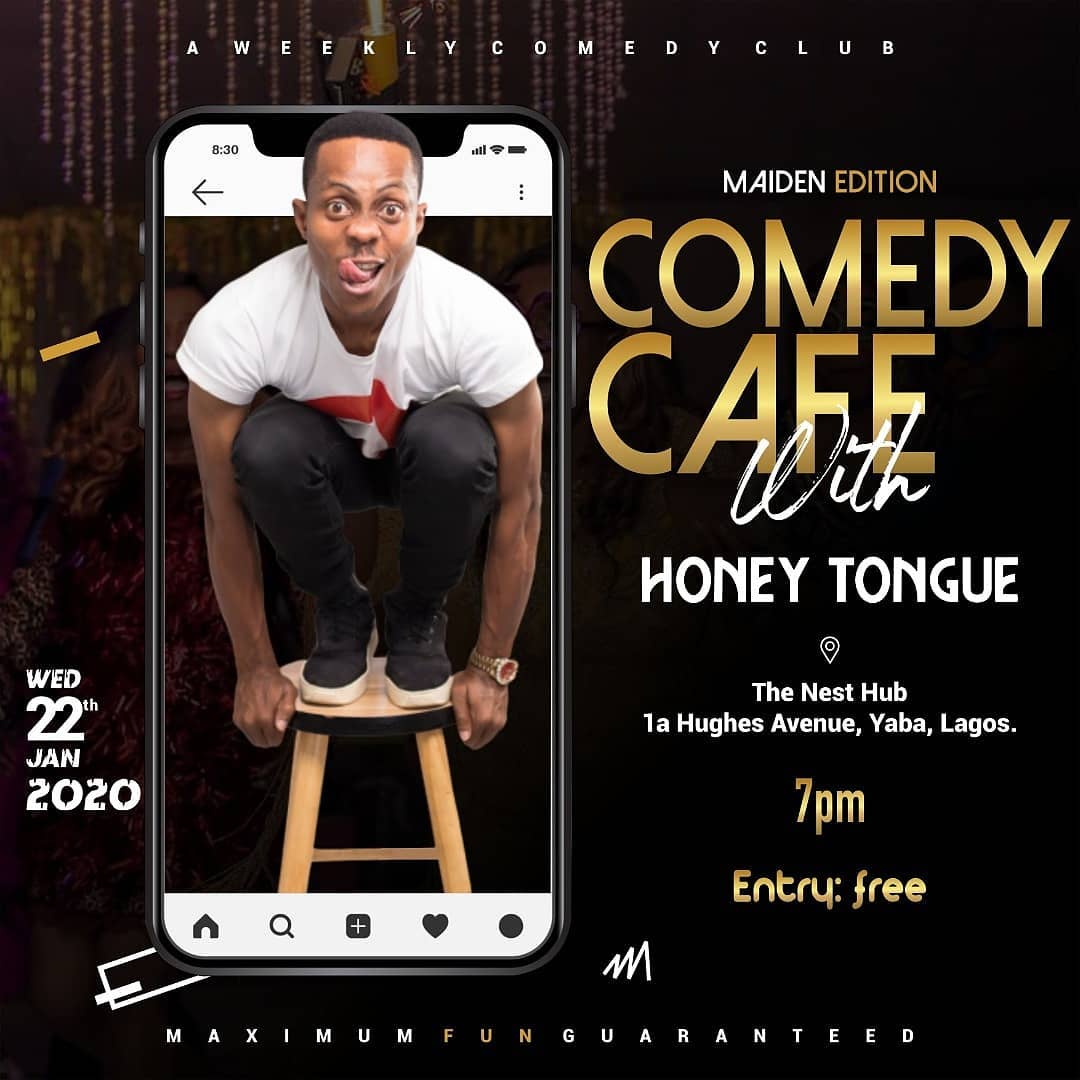 A WEEKLY COMEDY CLUB
8:30
MAIDEN EDITION
COMEDY
CAFE
With
HONEY TONGUE
The Nest Hub
1a Hughes Avenue, Yaba, Lagos.
7pm
Entry: free
WED
22th
JAN
2020
MAXIMUM FUN GUARANTEED